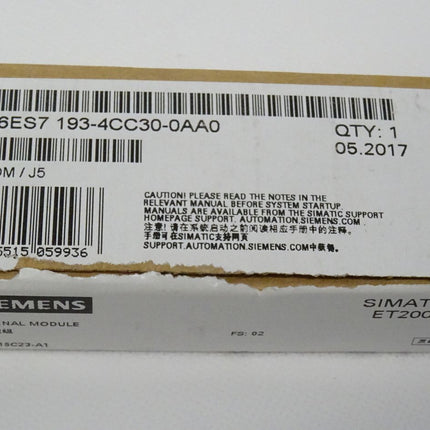 6ES7 193-4CC30-0AA0
QTY: 1
05.2017
OM / J5
CAUTION! PLEASE READ THE NOTES IN THE
RELEVANT MANUAL BEFORE SYSTEM STARTUP.
MANUALS ARE AVAILABLE FROM THE SIMATIC SUPPORT
HOMEPAGE SUPPORT.AUTOMATION.SIEMENS.COM
注意！请在系统启动之前阅读相应手册中的注释。
手册可在SIMATIC支持网页
SUPPORT.AUTOMATION.SIEMENS.COM中获得。
5515 059936
SIEMENS
NAL MODULE
FS: 02
15C23-A1
SIMAT
ET200